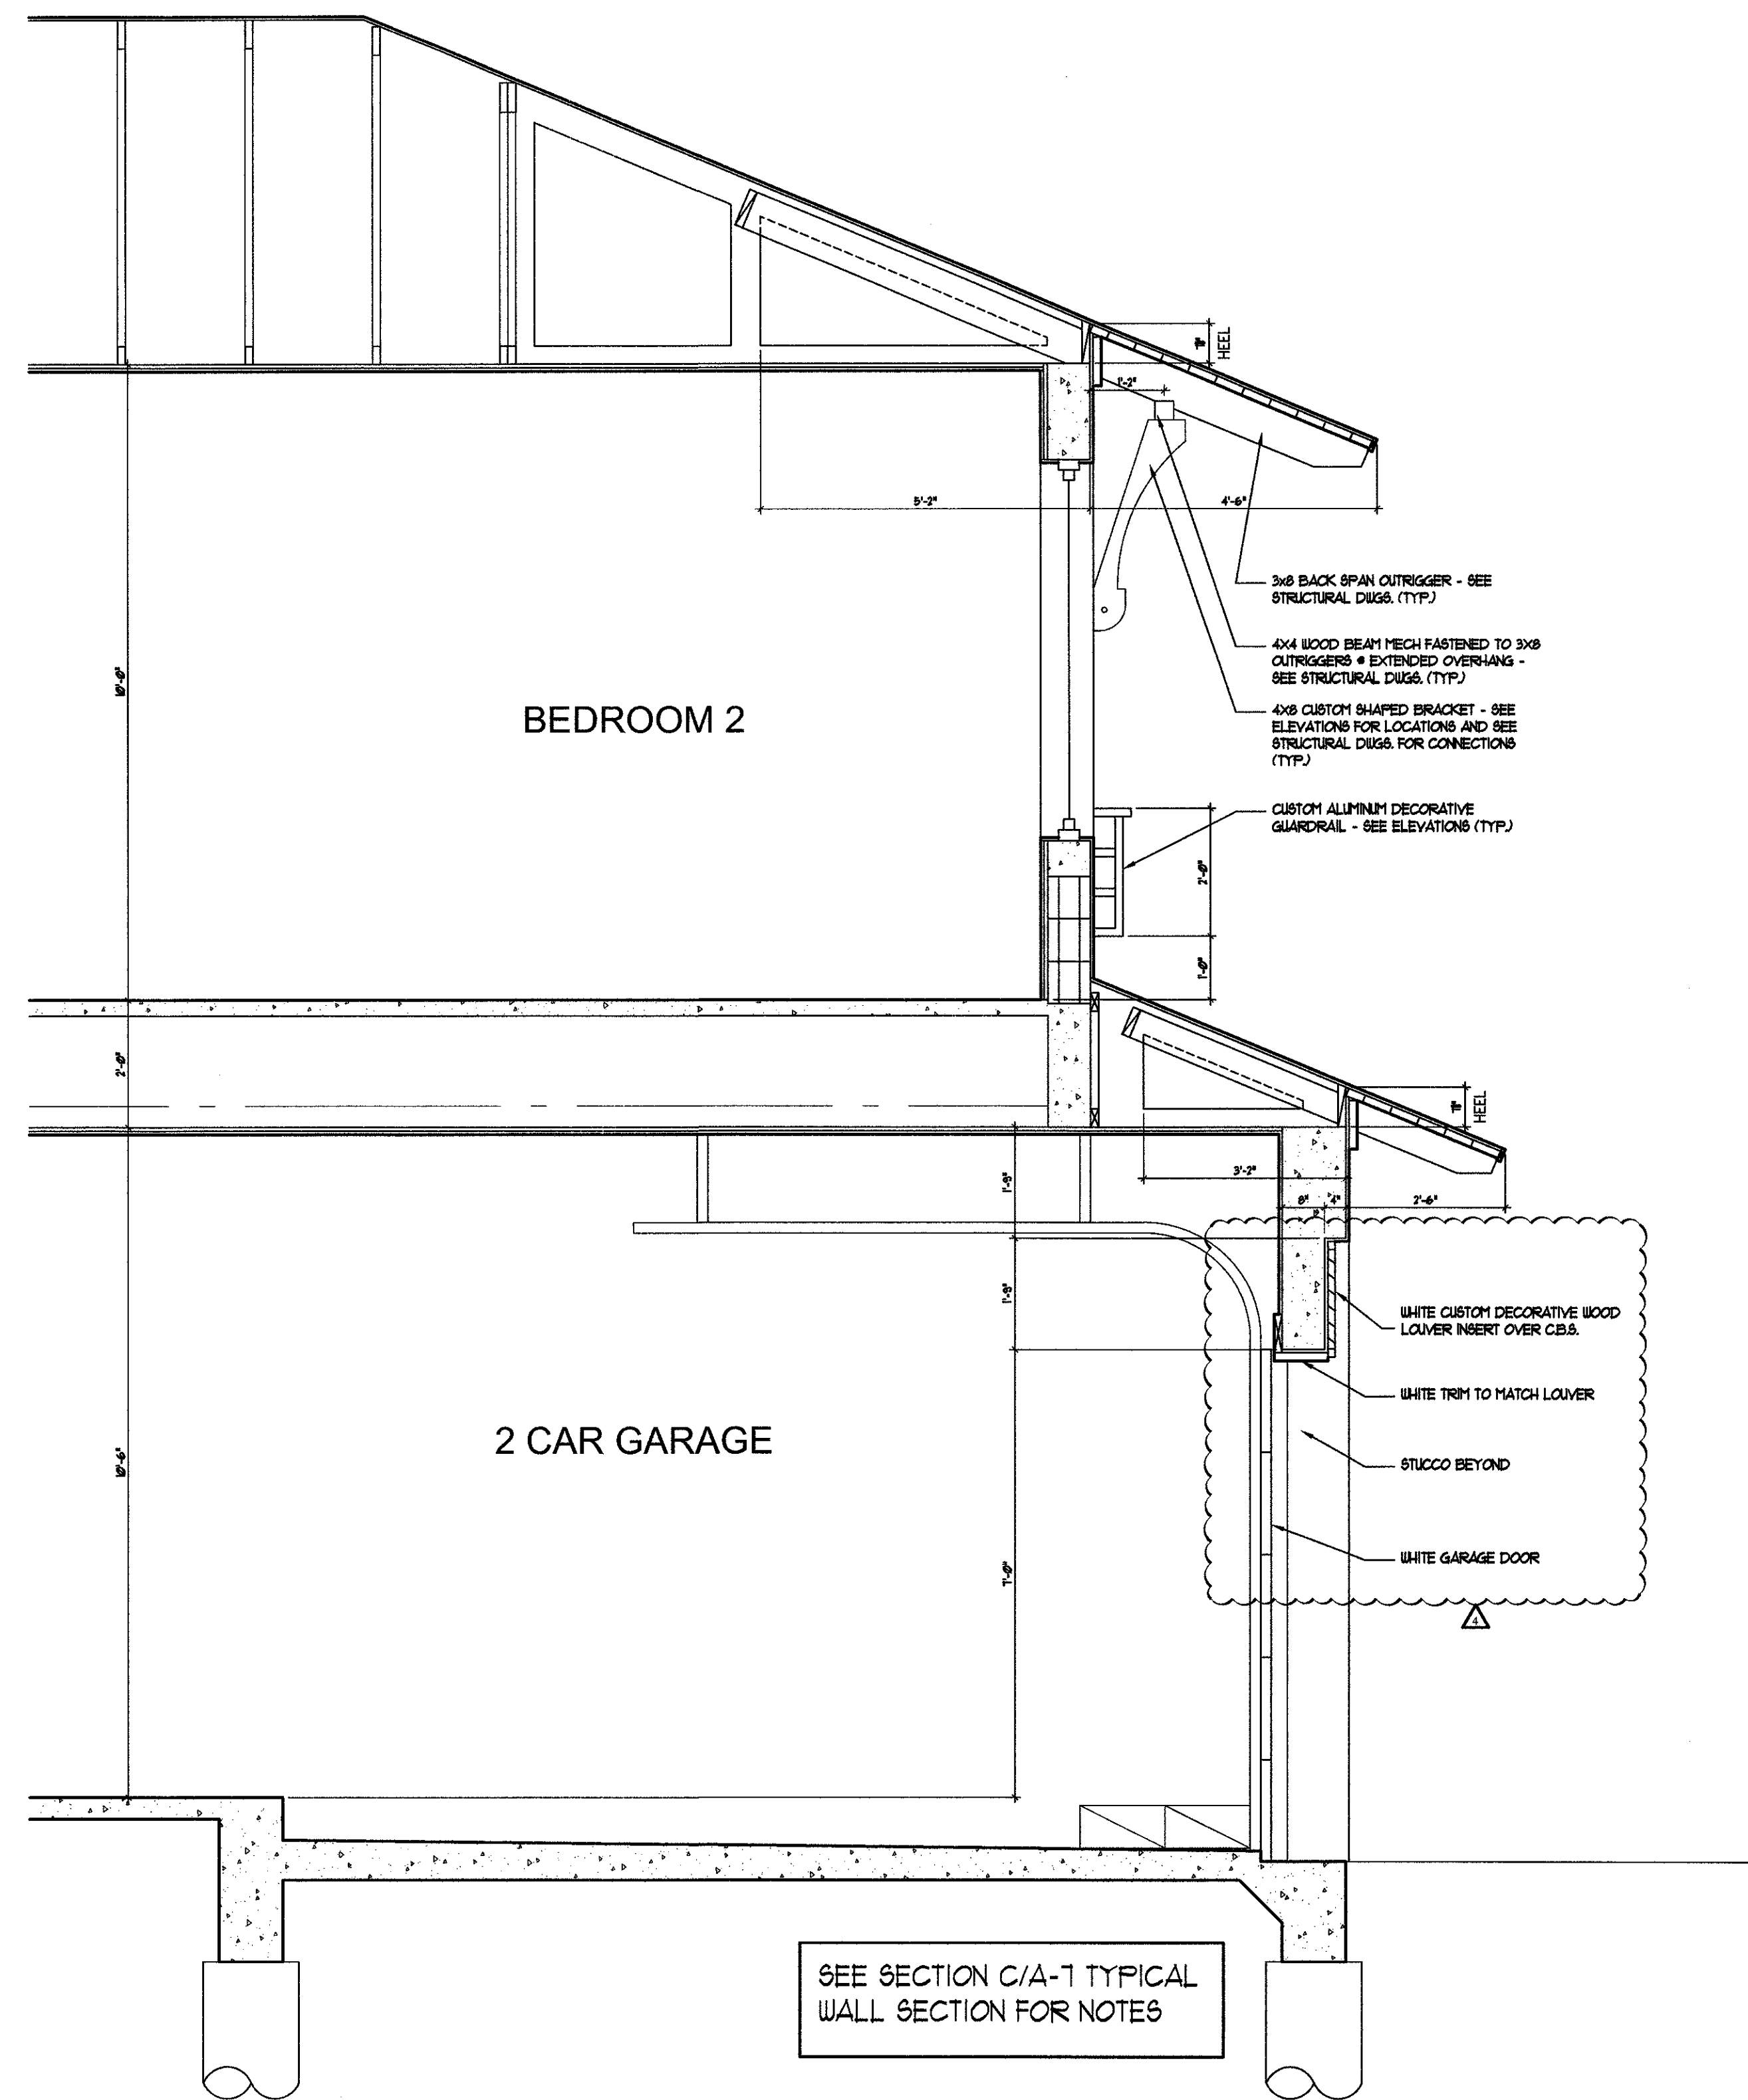 HEEL
1'-2"
5'-2"
4'-6"
3x8 BACK SPAN OUTRIGGER - SEE
STRUCTURAL DWGS. (TYP.)
4X4 WOOD BEAM MECH FASTENED TO 3X8
OUTRIGGERS @ EXTENDED OVERHANG -
SEE STRUCTURAL DWGS. (TYP.)
10'-0"
BEDROOM 2
4X8 CUSTOM SHAPED BRACKET - SEE
ELEVATIONS FOR LOCATIONS AND SEE
STRUCTURAL DWGS. FOR CONNECTIONS
(TYP.)
CUSTOM ALUMINUM DECORATIVE
GUARDRAIL - SEE ELEVATIONS (TYP.)
2'-0"
1'-0"
2'-0"
HEEL
3'-2"
1'-9"
8"
4"
2'-6"
1'-9"
WHITE CUSTOM DECORATIVE WOOD
LOUVER INSERT OVER C.B.S.
WHITE TRIM TO MATCH LOUVER
2 CAR GARAGE
10'-6"
STUCCO BEYOND
WHITE GARAGE DOOR
7'-0"
4
SEE SECTION C/A-7 TYPICAL
WALL SECTION FOR NOTES